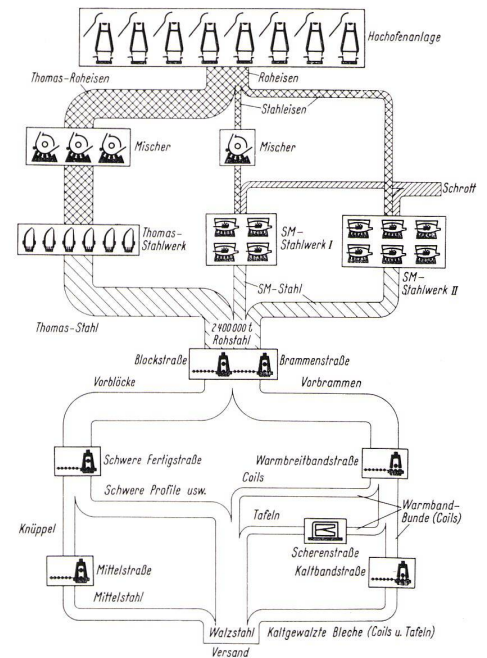 Hochofenanlage
Thomas-Roheisen
Roheisen
Stahleisen
Mischer
Mischer
Schrott
Thomas-
Stahlwerk
SM-
Stahlwerk I
SM-
Stahlwerk II
SM-Stahl
Thomas-Stahl
2400000 t
Rohstahl
Blockstraße
Brammenstraße
Vorblöcke
Vorbrammen
Schwere Fertigstraße
Warmbreitbandstraße
Coils
Schwere Profile usw.
Warmband-
Bunde (Coils)
Tafeln
Knüppel
Scherenstraße
Mittelstraße
Kaltbandstraße
Mittelstahl
Walzstahl
Kaltgewalzte Bleche (Coils u. Tafeln)
Versand